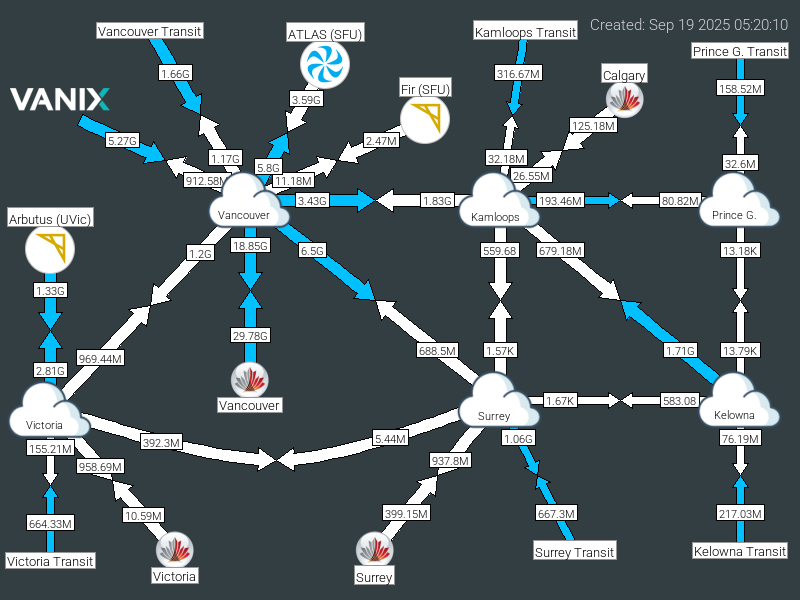 Created: Sep 19 2025 05:20:10
Vancouver Transit
ATLAS (SFU)
Kamloops Transit
Prince G. Transit
1.66G
316.67M
Calgary
Fir (SFU)
158.52M
VANIX
3.59G
5.27G
125.18M
2.47M
1.17G
32.18M
32.6M
5.8G
912.58M
11.18M
26.55M
3.43G
1.83G
193.46M
80.82M
Vancouver
Kamloops
Prince G.
Arbutus (UVic)
18.85G
6.5G
559.68
679.18M
13.18K
1.2G
1.33G
29.78G
969.44M
688.5M
1.57K
1.71G
13.79K
2.81G
Vancouver
1.67K
583.08
Victoria
Surrey
Kelowna
392.3M
5.44M
1.06G
76.19M
155.21M
958.69M
937.8M
664.33M
10.59M
399.15M
667.3M
217.03M
Victoria Transit
Victoria
Surrey
Surrey Transit
Kelowna Transit